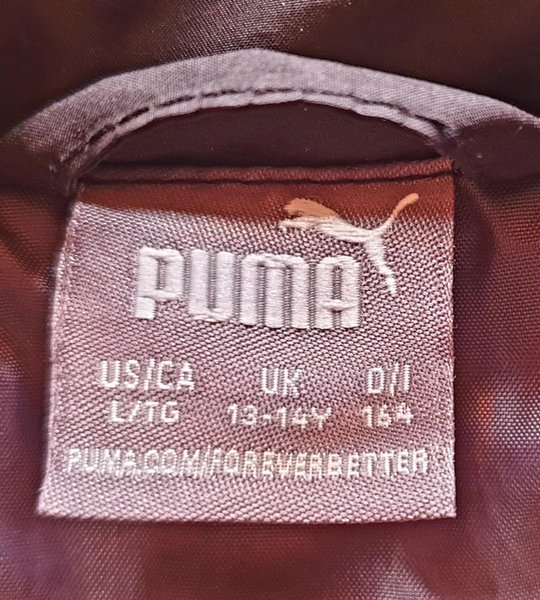 PUMA
US/CA UK D/I
L/TG 13-14Y 164
PUMA.COM/FOREVERBETTER